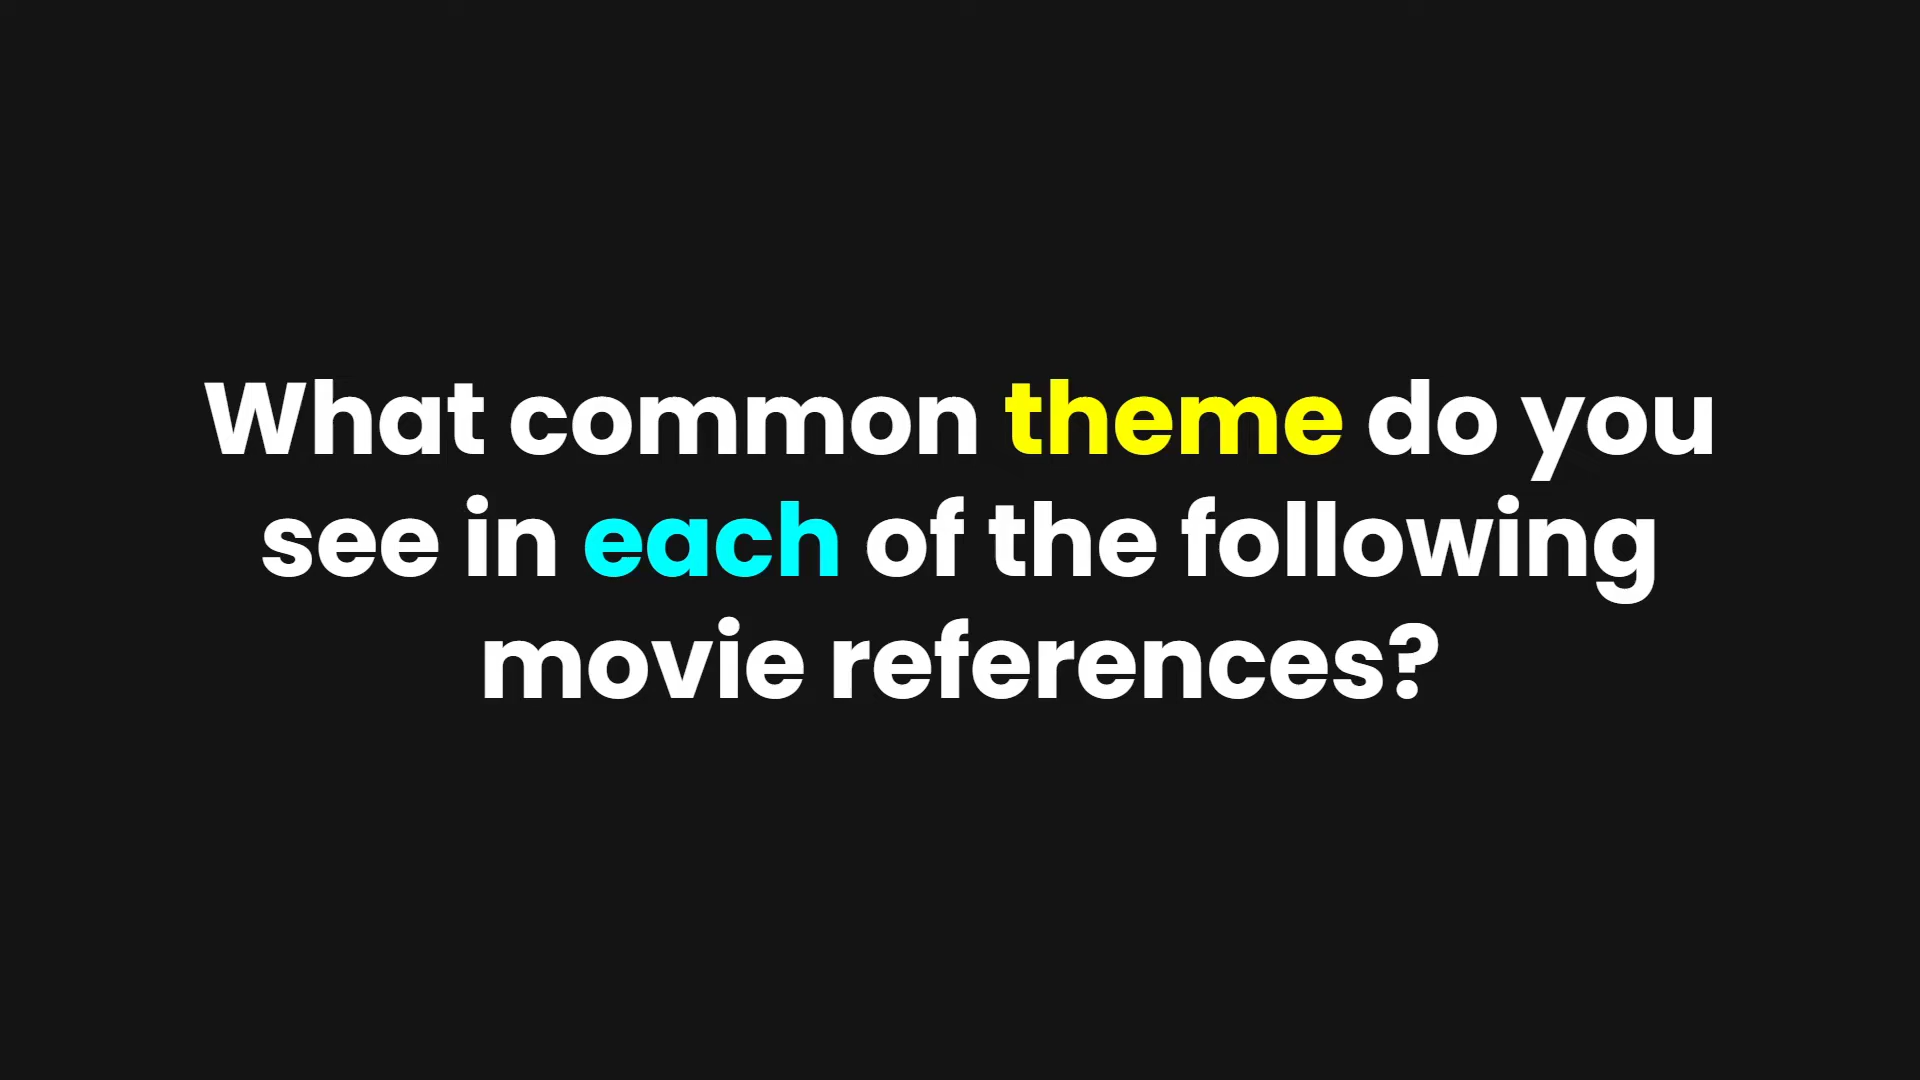 What common theme do you
see in each of the following
movie references?